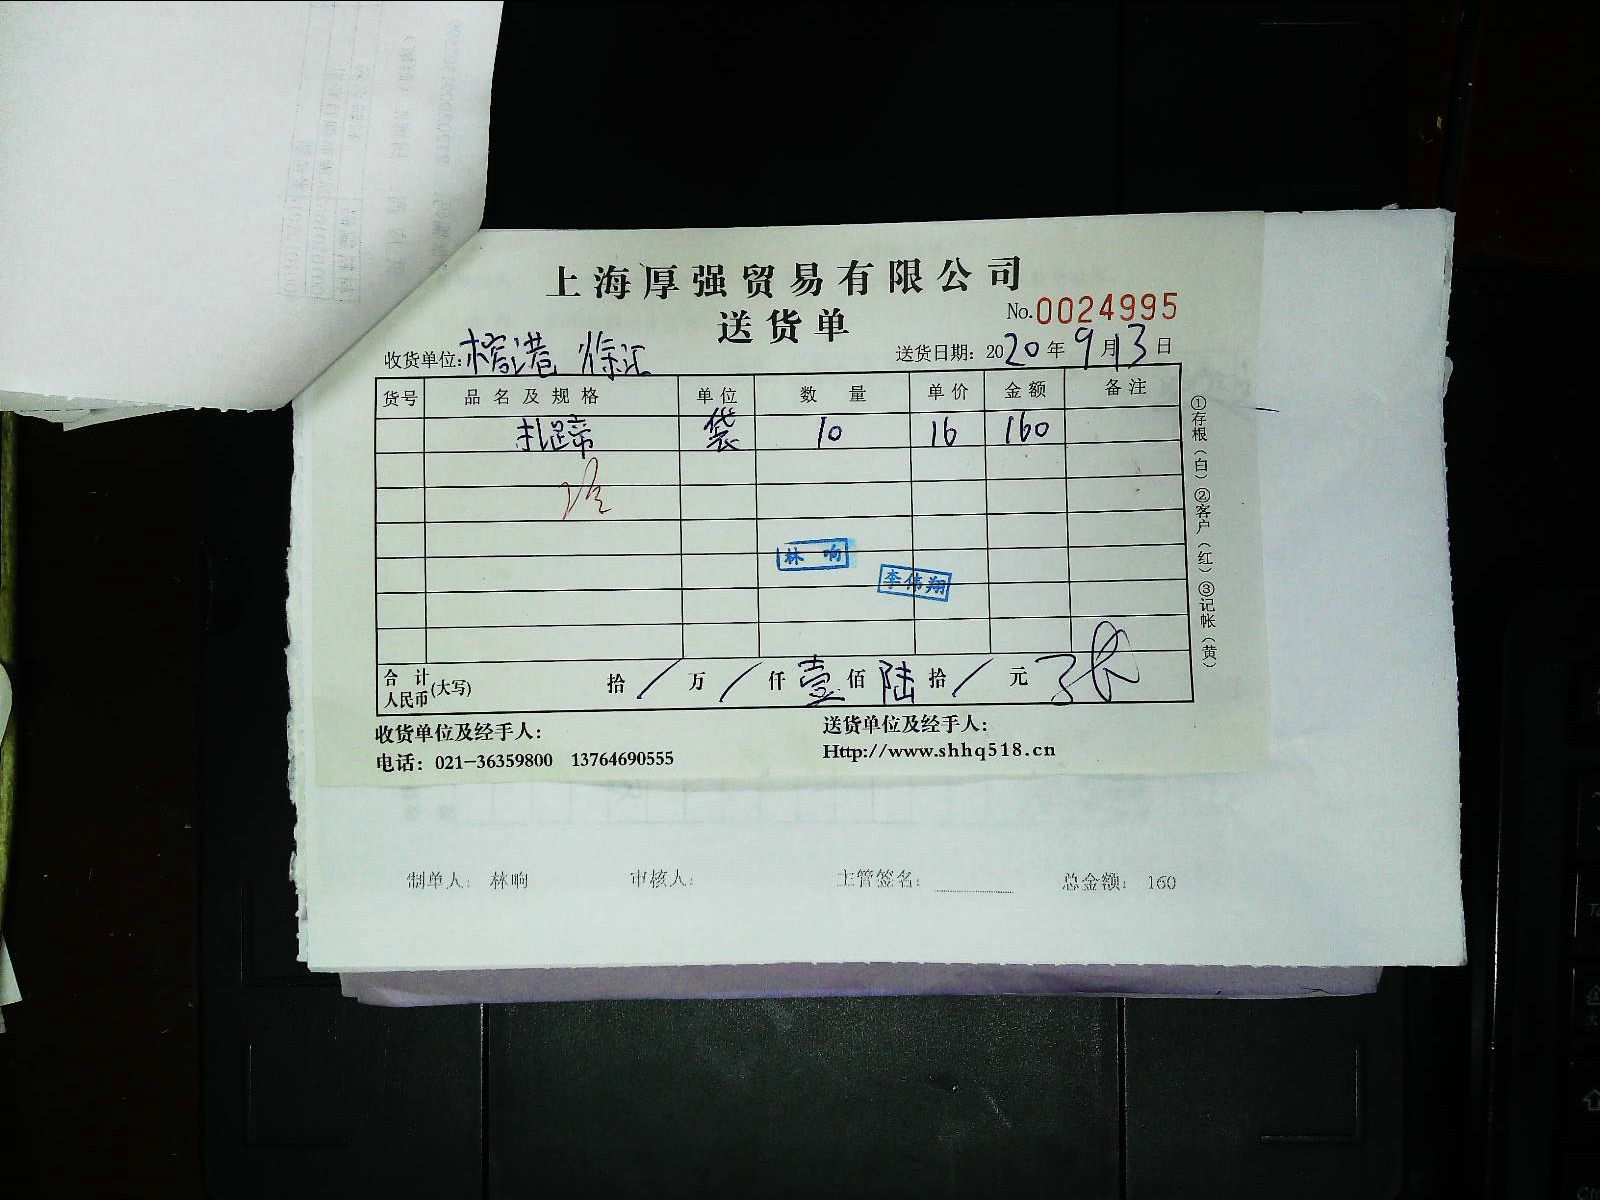 上海厚强贸易有限公司
送货单
No.0024995
收货单位: 榕港 徐汇
送货日期: 2020年9月13日
货号 品名及规格 单位 数量 单价 金额 备注
扎蹄 袋 10 16 160
林响
李伟翔
合计人民币(大写) 拾/万/仟壹佰陆拾/元
收货单位及经手人:
送货单位及经手人:
电话: 021-36359800 13764690555
Http://www.shhq518.cn
①存根(白)②客户(红)③记帐(黄)
制单人: 林响 审核人: 主管签名: 总金额: 160